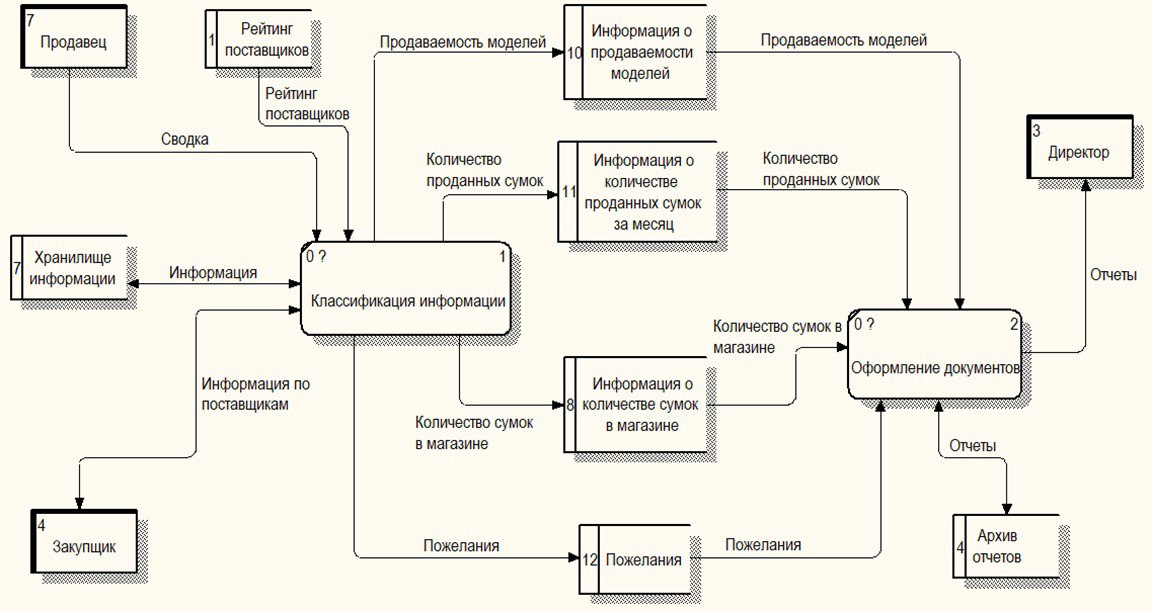 7
Продавец
1
Рейтинг
поставщиков
Рейтинг
поставщиков
Сводка
Продаваемость моделей
10
Информация о
продаваемости
моделей
Продаваемость моделей
3
Директор
Количество
проданных сумок
11
Информация о
количестве
проданных сумок
за месяц
Количество
проданных сумок
7
Хранилище
информации
Информация
0 ?
1
Классификация информации
Отчеты
Количество сумок в
магазине
0 ?
2
Оформление документов
Информация по
поставщикам
Количество сумок
в магазине
8
Информация о
количестве сумок
в магазине
Отчеты
4
Закупщик
Пожелания
12
Пожелания
Пожелания
4
Архив
отчетов